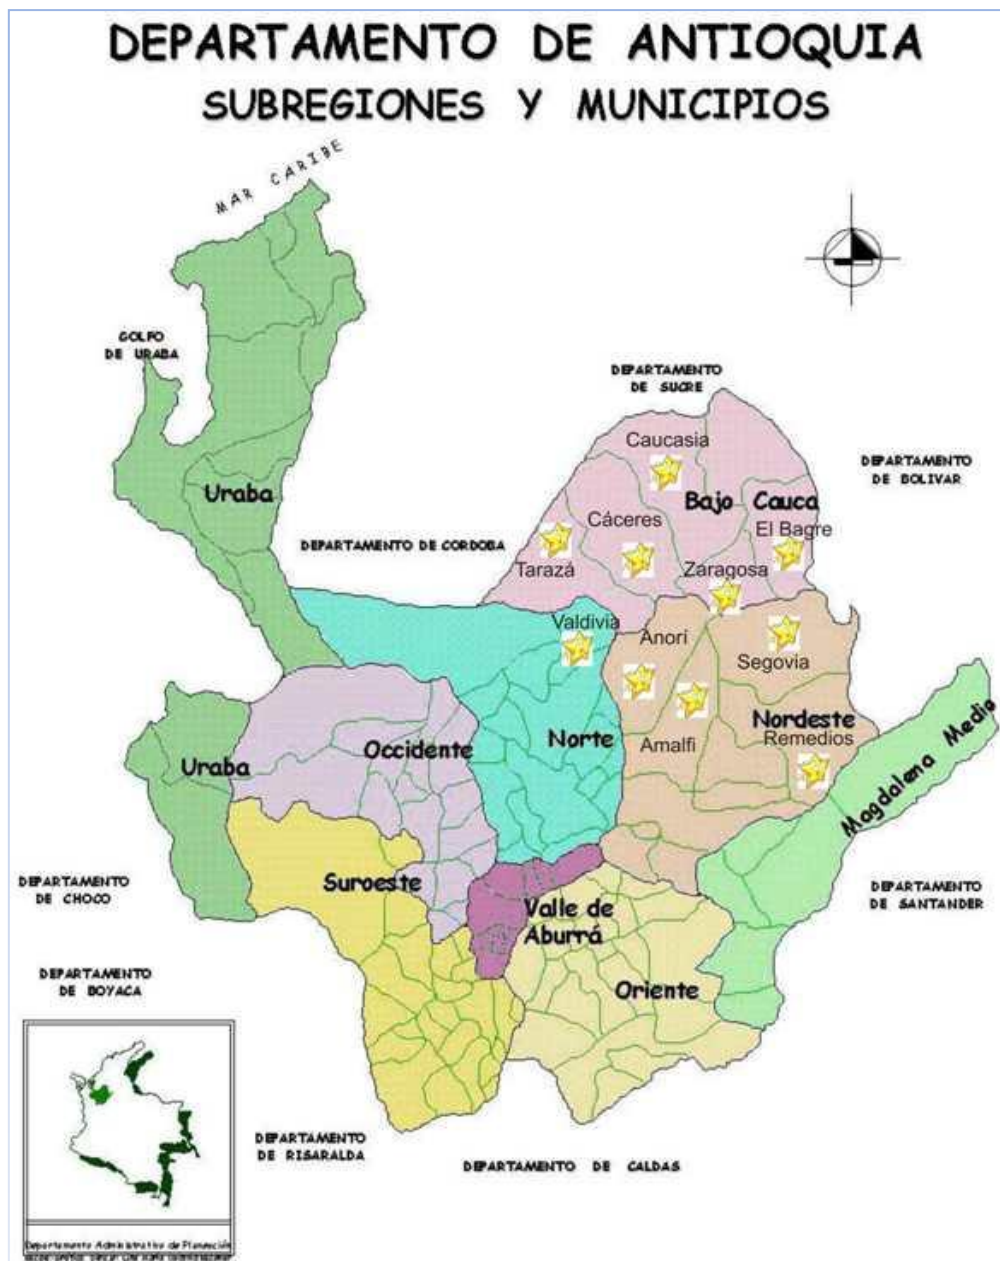 DEPARTAMENTO DE ANTIOQUIA
SUBREGIONES Y MUNICIPIOS
MAR CARIBE
GOLFO
DE URABA
DEPARTAMENTO
DE SUCRE
Caucasia
DEPARTAMENTO
DE BOLIVAR
Uraba
Bajo Cauca
Cáceres
El Bagre
DEPARTAMENTO DE CORDOBA
Tarazá
Zaragosa
Valdivia
Anorí
Segovia
Nordeste
Remedios
Amalfi
Norte
Occidente
Uraba
Magdalena Medio
Suroeste
DEPARTAMENTO
DE CHOCO
DEPARTAMENTO
DE SANTANDER
Valle de
Aburrá
Oriente
DEPARTAMENTO
DE BOYACA
DEPARTAMENTO
DE RISARALDA
DEPARTAMENTO DE CALDAS
Departamento Administrativo de Planeación